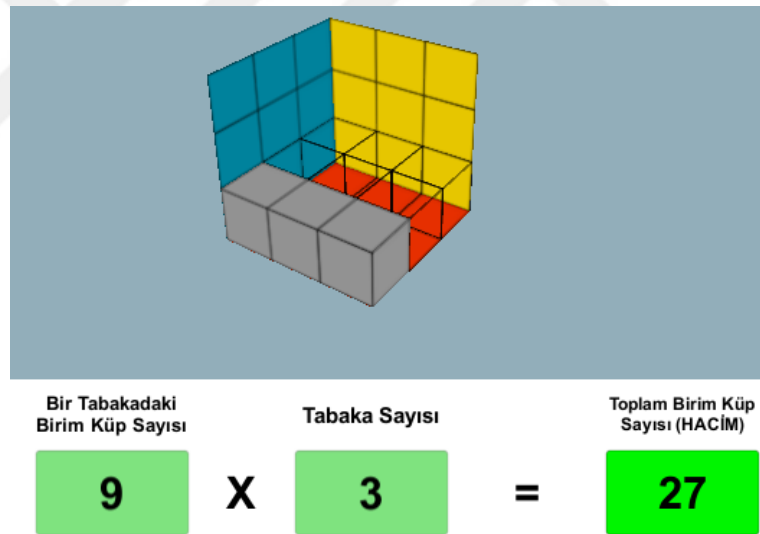 Bir Tabakadaki
Birim Küp Sayısı
Tabaka Sayısı
Toplam Birim Küp
Sayısı (HACİM)
9 X 3 = 27